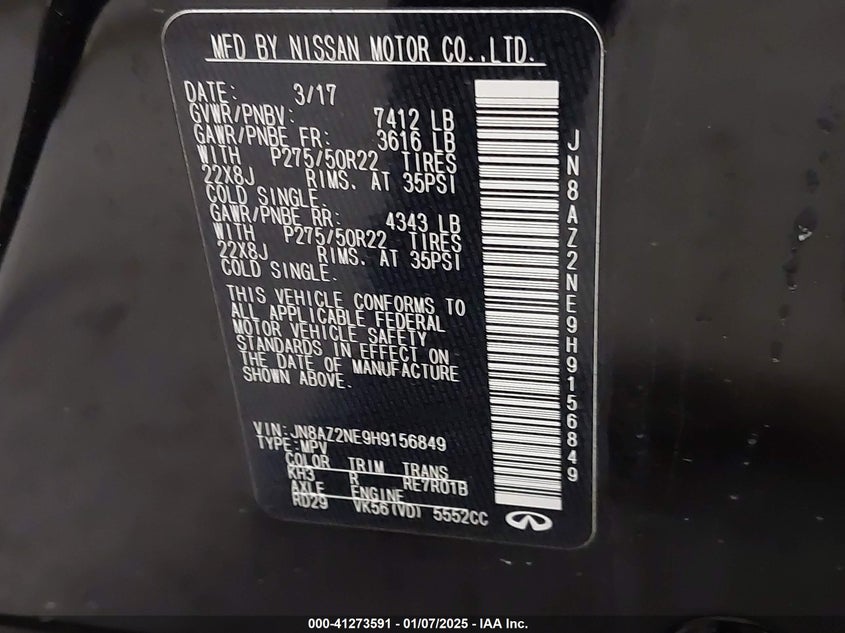 MFD BY NISSAN MOTOR CO.,LTD.
DATE: 3/17
GVWR/PNBV: 7412 LB
GAWR/PNBE FR: 3616 LB
WITH P275/50R22 TIRES
22X8J RIMS. AT 35PSI
COLD SINGLE.
GAWR/PNBE RR: 4343 LB
WITH P275/50R22 TIRES
22X8J RIMS. AT 35PSI
COLD SINGLE.
THIS VEHICLE CONFORMS TO
ALL APPLICABLE FEDERAL
MOTOR VEHICLE SAFETY
STANDARDS IN EFFECT ON
THE DATE OF MANUFACTURE
SHOWN ABOVE.
VIN:JN8AZ2NE9H9156849
TYPE:MPV
COLOR TRIM TRANS
KH3 R RE7R01B
AXLE ENGINE
RD29 VK56(VD) 5552CC
JN8AZ2NE9H9156849
000-41273591 - 01/07/2025 - IAA Inc.